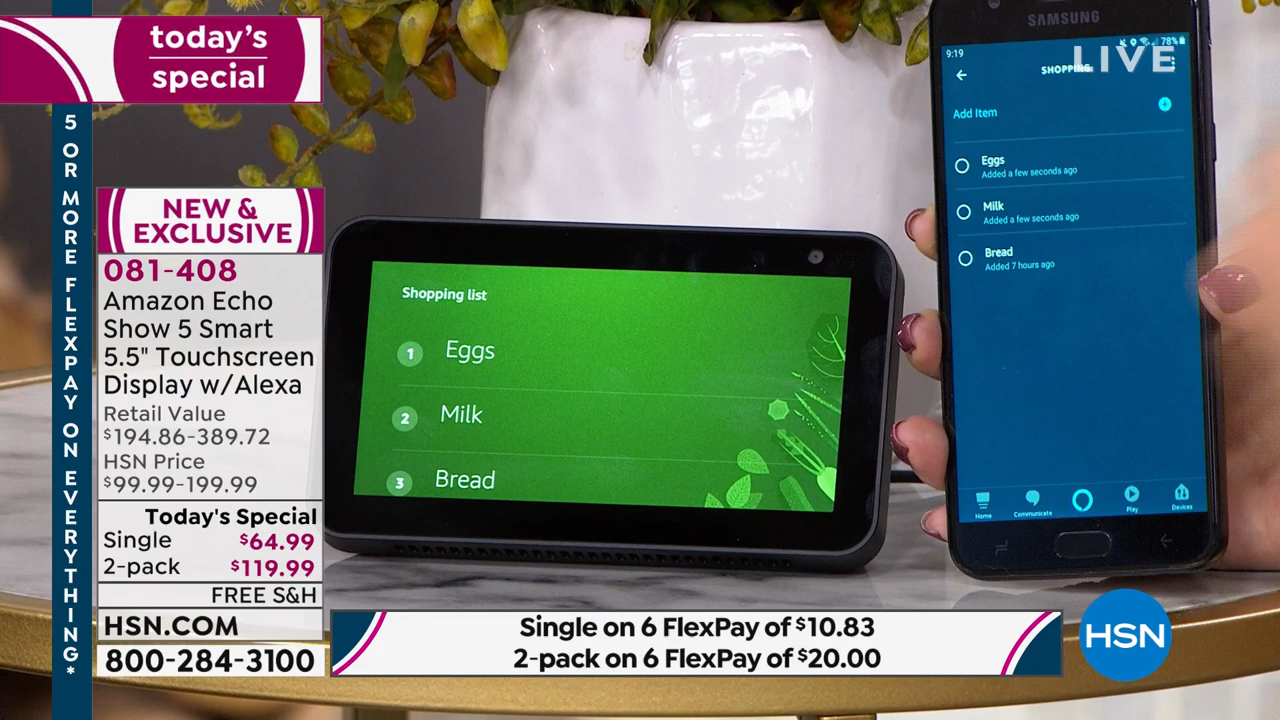 today's
special
5 OR MORE FLEXPAY ON EVERYTHING*
NEW &
EXCLUSIVE
081-408
Amazon Echo
Show 5 Smart
5.5" Touchscreen
Display w/Alexa
Retail Value
$194.86-389.72
HSN Price
$99.99-199.99
Today's Special
Single $64.99
2-pack $119.99
FREE S&H
HSN.COM
800-284-3100
Shopping list
1 Eggs
2 Milk
3 Bread
SAMSUNG
9:19 78%
LIVE
SHOPPING
Add Item
Eggs
Added a few seconds ago
Milk
Added a few seconds ago
Bread
Added 7 hours ago
Home Communicate Play Devices
Single on 6 FlexPay of $10.83
2-pack on 6 FlexPay of $20.00
HSN